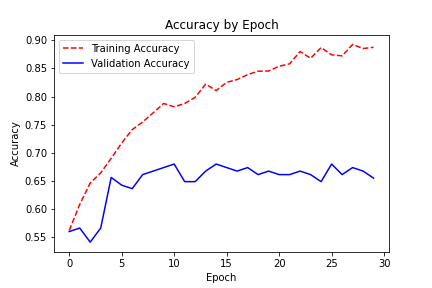 Accuracy by Epoch
Training Accuracy
Validation Accuracy
0.90
0.85
0.80
0.75
0.70
0.65
0.60
0.55
Accuracy
0 5 10 15 20 25 30
Epoch